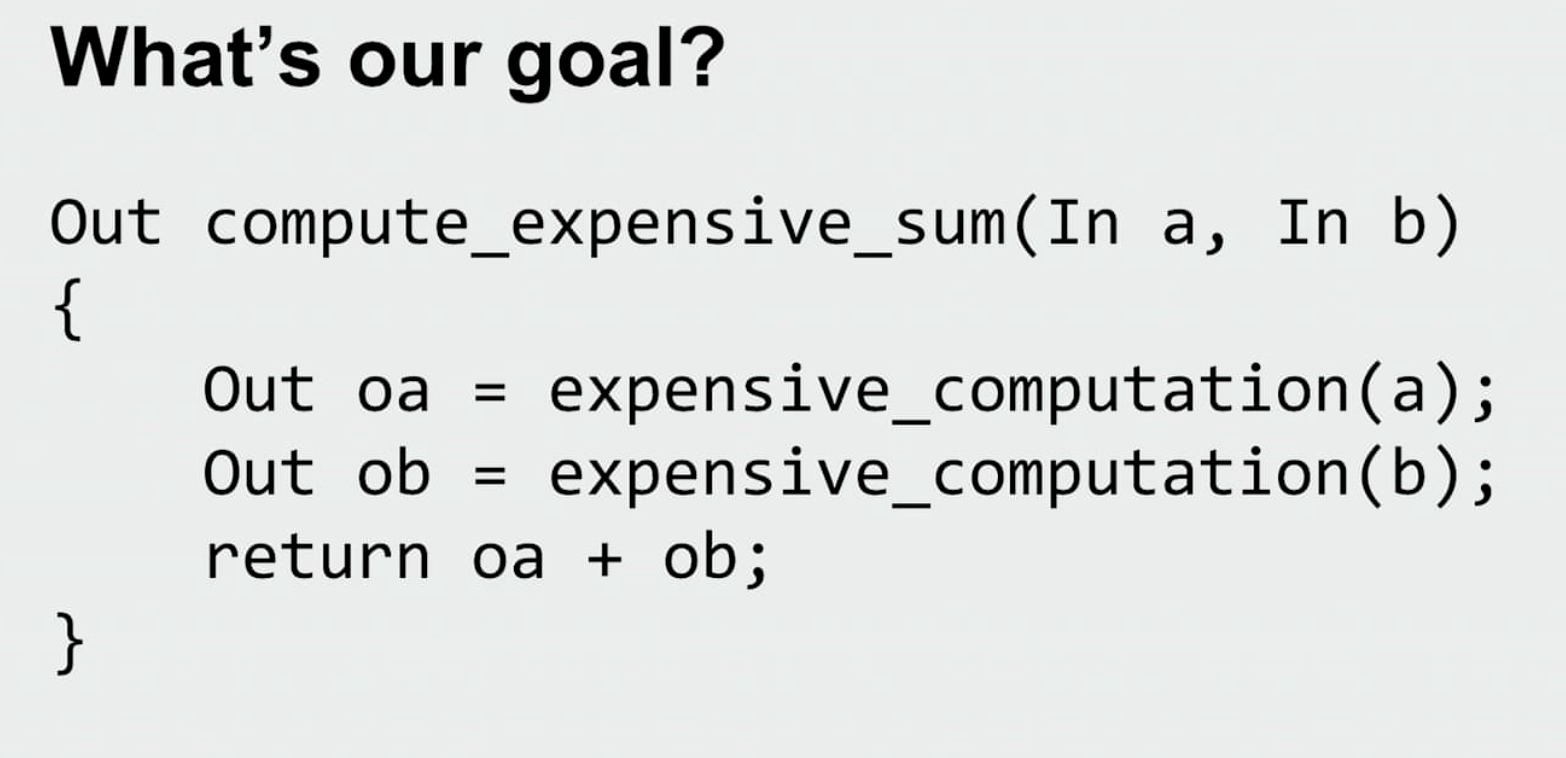 What’s our goal?
Out compute_expensive_sum(In a, In b)
{
    Out oa = expensive_computation(a);
    Out ob = expensive_computation(b);
    return oa + ob;
}